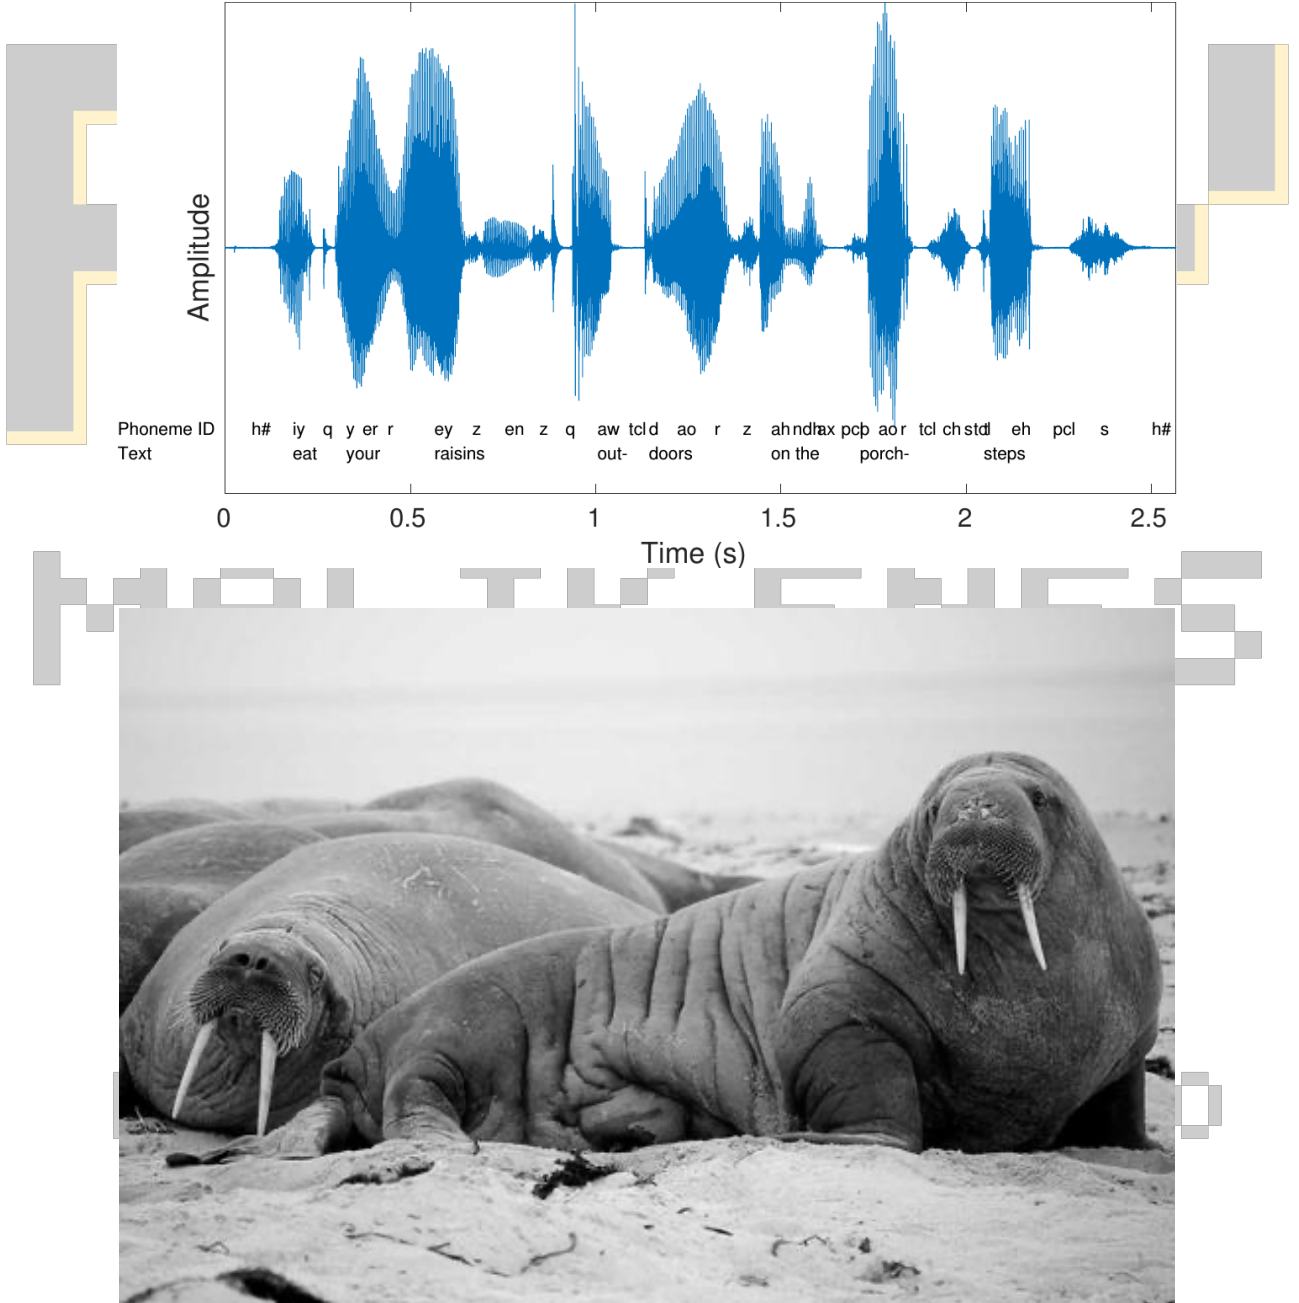 Amplitude
Phoneme ID h# iy q y er r ey z en z q aw tcl d ao r z ah n dh ax pcl p ao r tcl ch s tcl eh pcl s h#
Text eat your raisins out- doors on the porch- steps
0 0.5 1 1.5 2 2.5
Time (s)